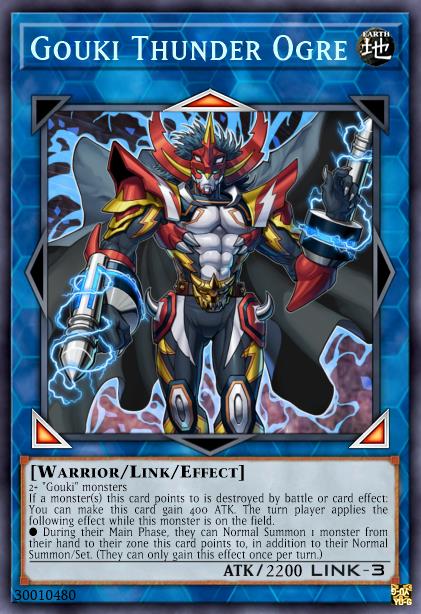 GOUKI THUNDER OGRE
EARTH
地
[WARRIOR/LINK/EFFECT]
2+ "Gouki" monsters
If a monster(s) this card points to is destroyed by battle or card effect:
You can make this card gain 400 ATK. The turn player applies the
following effect while this monster is on the field.
● During their Main Phase, they can Normal Summon 1 monster from
their hand to their zone this card points to, in addition to their Normal
Summon/Set. (They can only gain this effect once per turn.)
ATK/2200 LINK-3
30010480